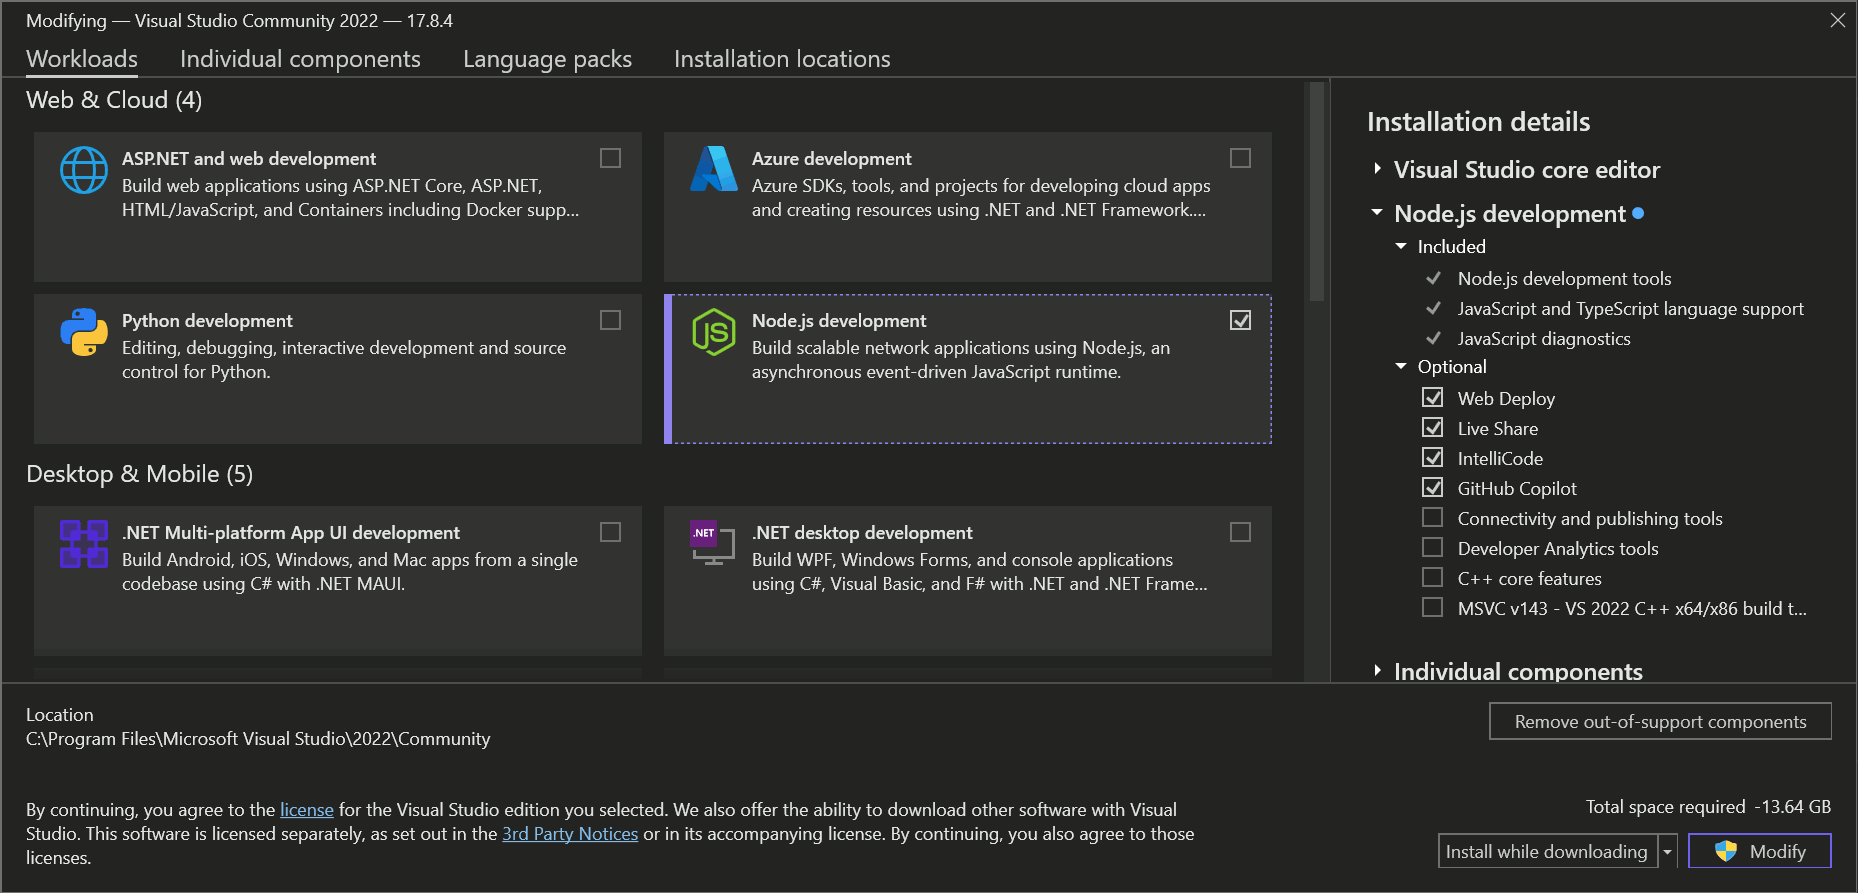 Modifying — Visual Studio Community 2022 — 17.8.4
Workloads
Individual components
Language packs
Installation locations
Web & Cloud (4)
ASP.NET and web development
Build web applications using ASP.NET Core, ASP.NET,
HTML/JavaScript, and Containers including Docker supp...
Azure development
Azure SDKs, tools, and projects for developing cloud apps
and creating resources using .NET and .NET Framework....
Python development
Editing, debugging, interactive development and source
control for Python.
JS
Node.js development
Build scalable network applications using Node.js, an
asynchronous event-driven JavaScript runtime.
Desktop & Mobile (5)
.NET Multi-platform App UI development
Build Android, iOS, Windows, and Mac apps from a single
codebase using C# with .NET MAUI.
.NET
.NET desktop development
Build WPF, Windows Forms, and console applications
using C#, Visual Basic, and F# with .NET and .NET Frame...
Installation details
Visual Studio core editor
Node.js development
Included
Node.js development tools
JavaScript and TypeScript language support
JavaScript diagnostics
Optional
Web Deploy
Live Share
IntelliCode
GitHub Copilot
Connectivity and publishing tools
Developer Analytics tools
C++ core features
MSVC v143 - VS 2022 C++ x64/x86 build t...
Individual components
Location
C:\Program Files\Microsoft Visual Studio\2022\Community
Remove out-of-support components
By continuing, you agree to the license for the Visual Studio edition you selected. We also offer the ability to download other software with Visual
Studio. This software is licensed separately, as set out in the 3rd Party Notices or in its accompanying license. By continuing, you also agree to those
licenses.
Total space required -13.64 GB
Install while downloading
Modify